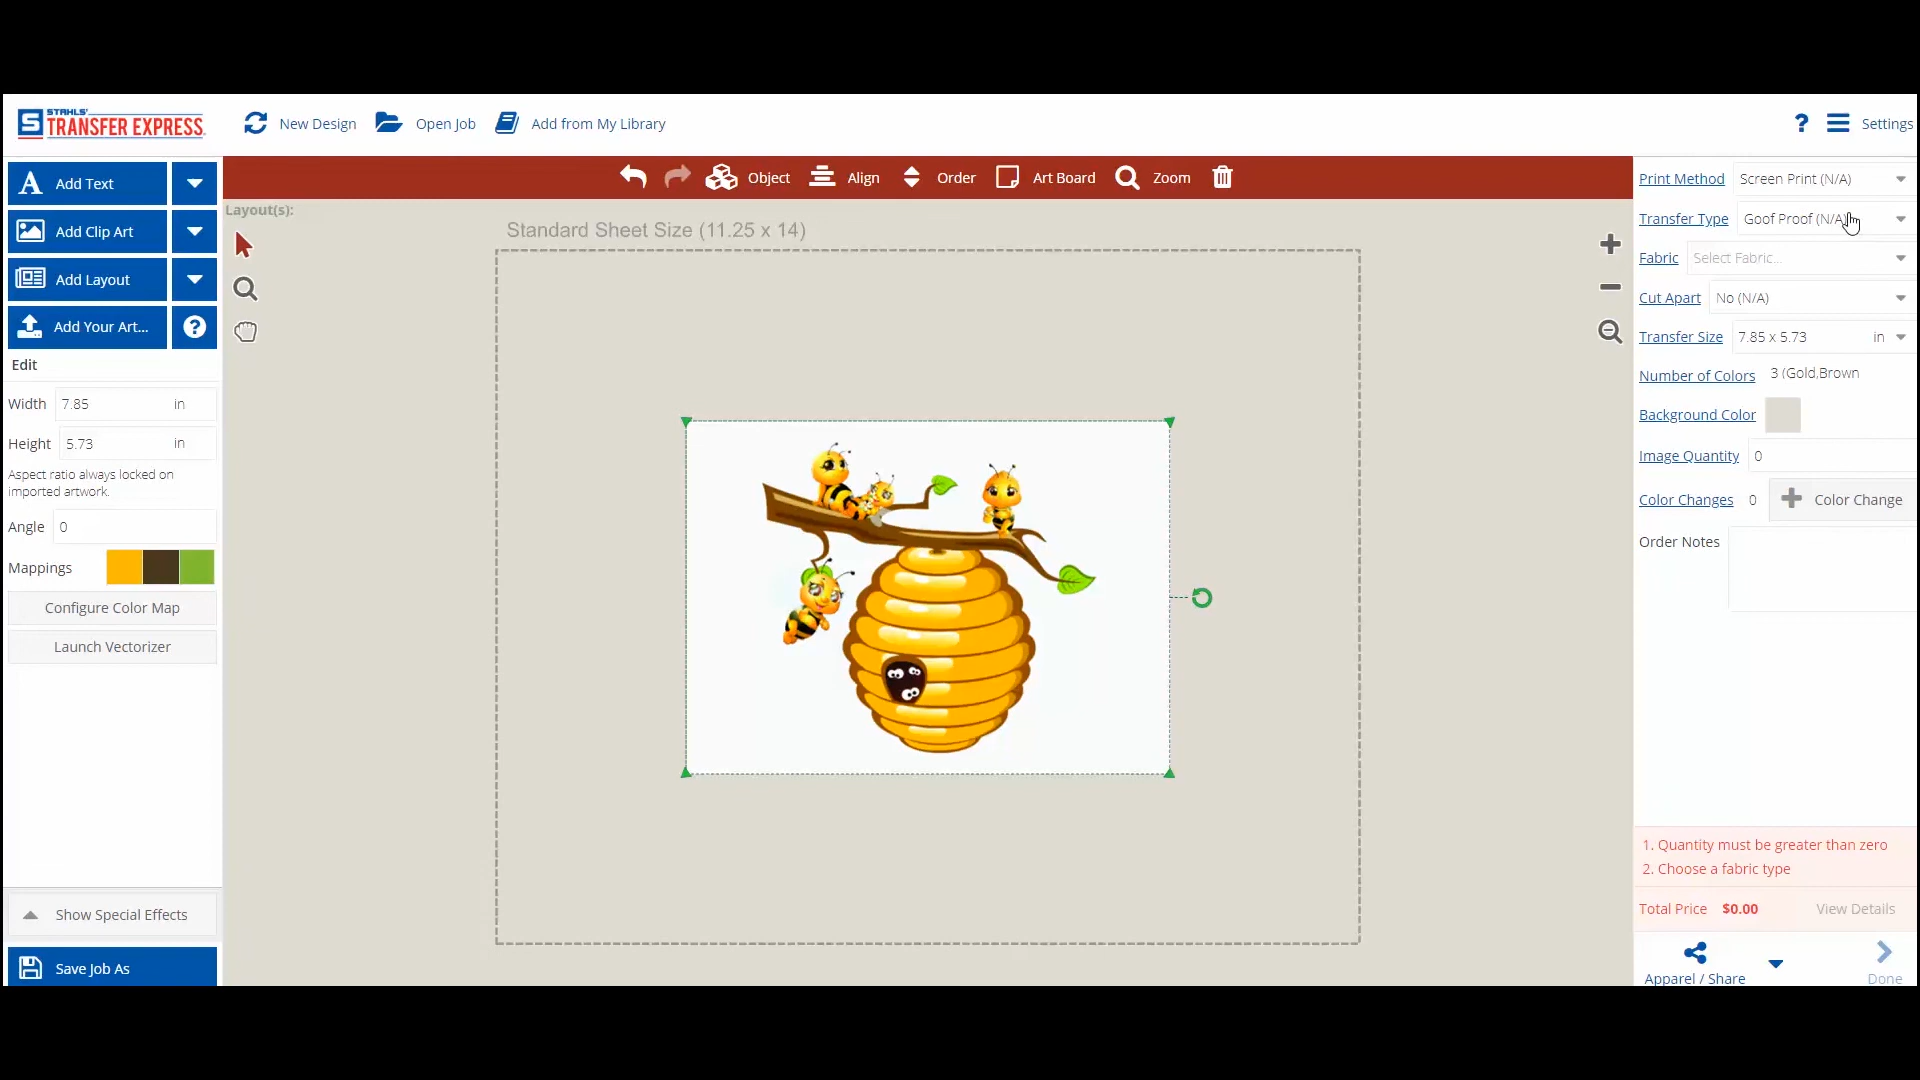 STAHLS' TRANSFER EXPRESS.
New Design
Open Job
Add from My Library
? Settings
Add Text
Add Clip Art
Add Layout
Add Your Art...
?
Edit
Width 7.85 in
Height 5.73 in
Aspect ratio always locked on
imported artwork.
Angle 0
Mappings
Configure Color Map
Launch Vectorizer
Show Special Effects
Save Job As
Object
Align
Order
Art Board
Zoom
Layout(s):
Standard Sheet Size (11.25 x 14)
Print Method Screen Print (N/A)
Transfer Type Goof Proof (N/A)
Fabric Select Fabric...
Cut Apart No (N/A)
Transfer Size 7.85 x 5.73 in
Number of Colors 3 (Gold,Brown
Background Color
Image Quantity 0
Color Changes 0 Color Change
Order Notes
1. Quantity must be greater than zero
2. Choose a fabric type
Total Price $0.00 View Details
Apparel / Share
Done